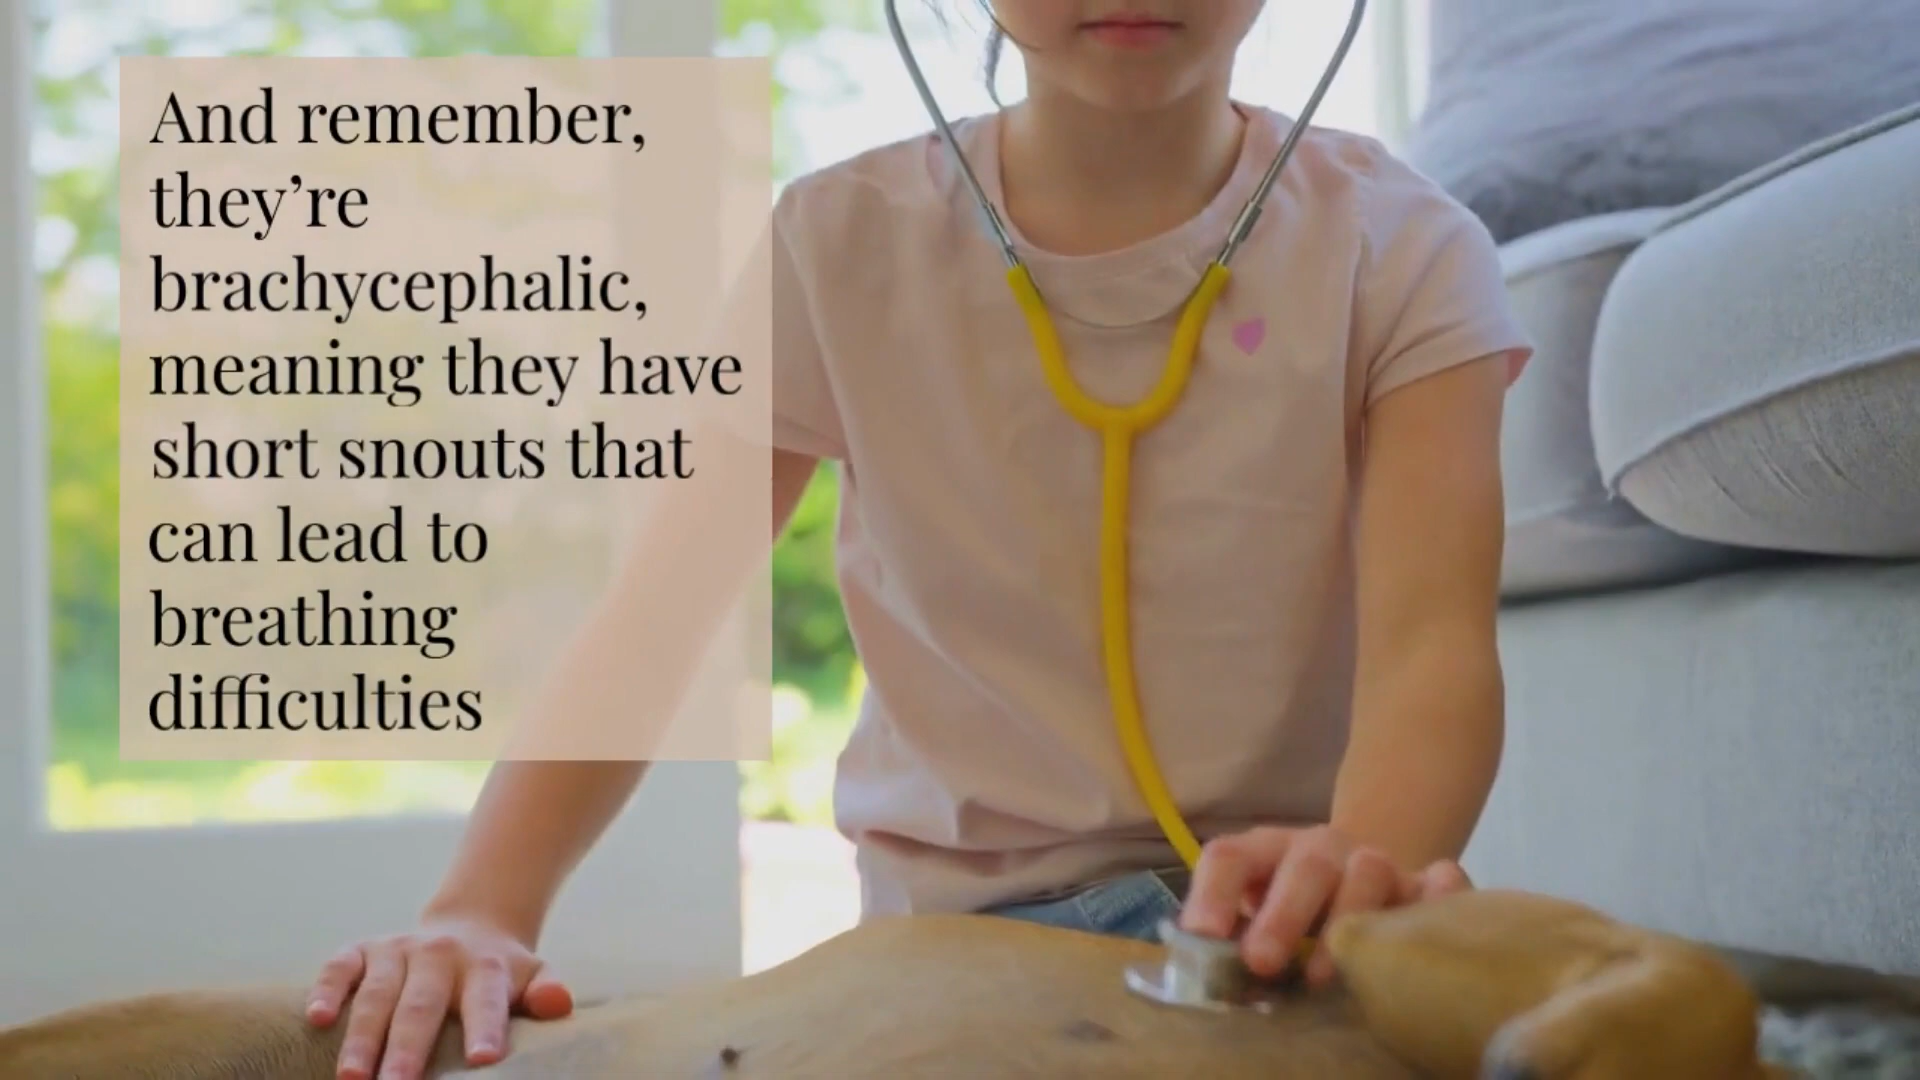 And remember,
they’re
brachycephalic,
meaning they have
short snouts that
can lead to
breathing
difficulties